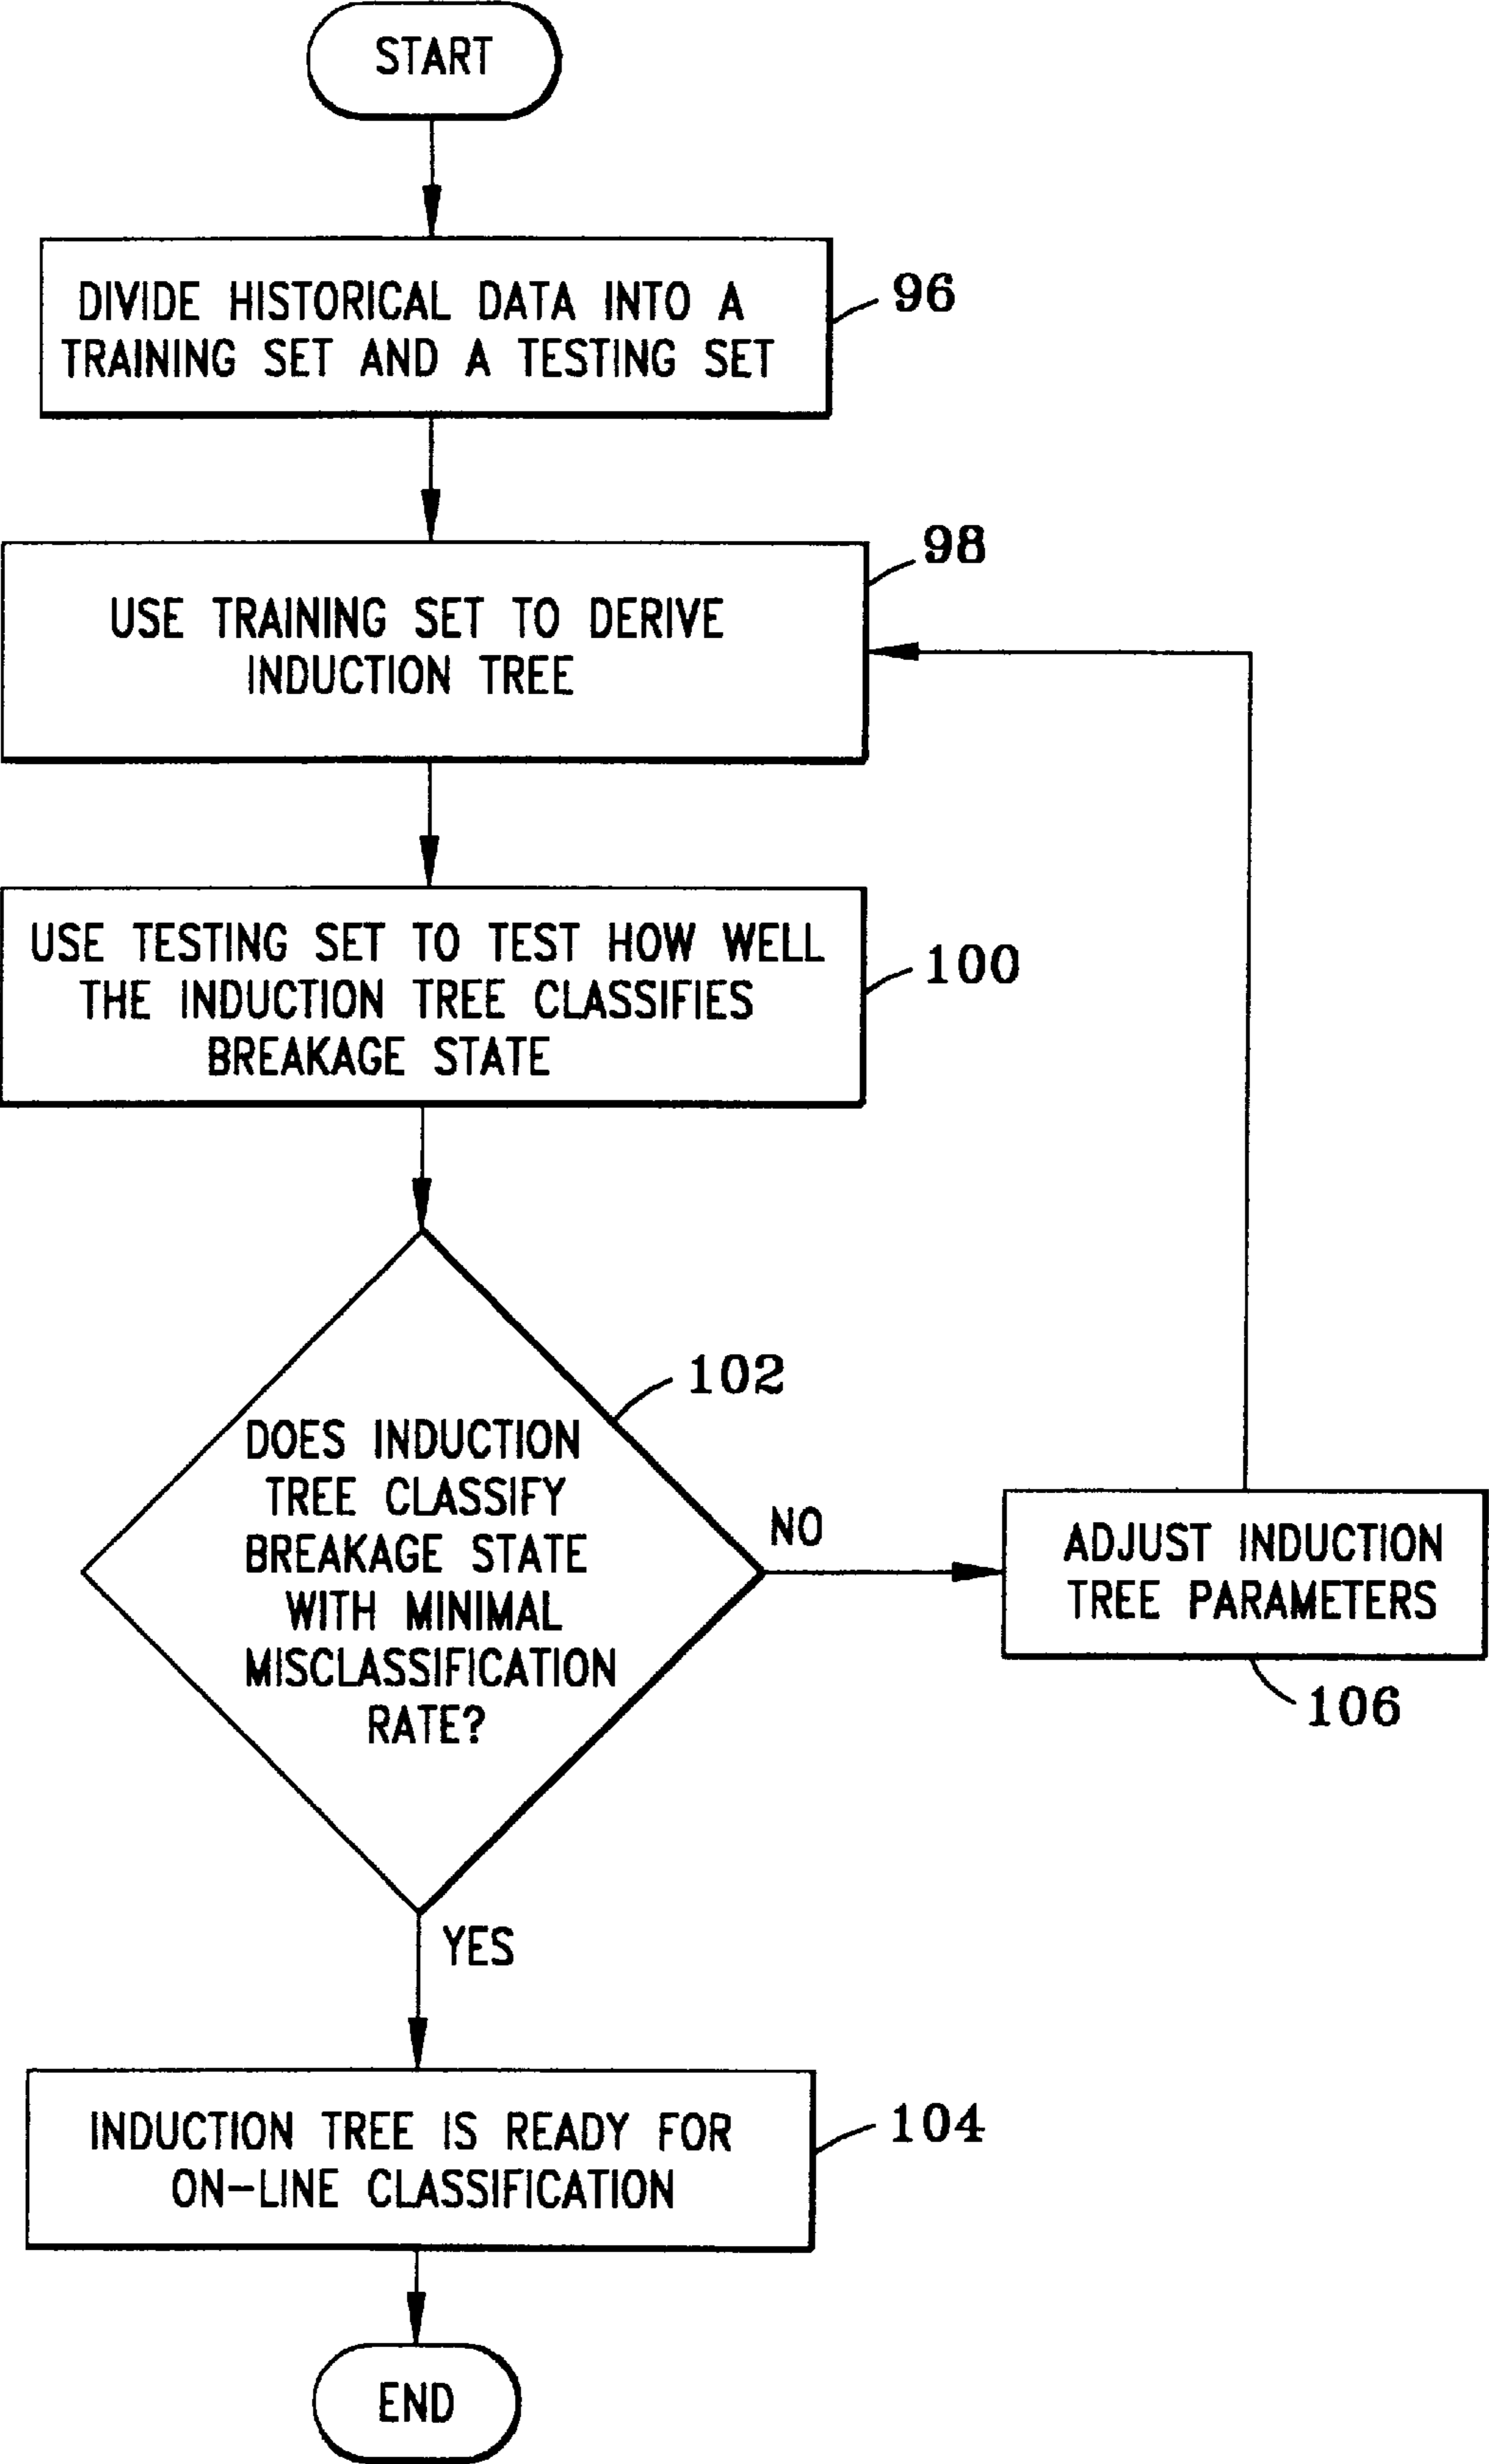 START
DIVIDE HISTORICAL DATA INTO A
TRAINING SET AND A TESTING SET
96
USE TRAINING SET TO DERIVE
INDUCTION TREE
98
USE TESTING SET TO TEST HOW WELL
THE INDUCTION TREE CLASSIFIES
BREAKAGE STATE
100
DOES INDUCTION
TREE CLASSIFY
BREAKAGE STATE
WITH MINIMAL
MISCLASSIFICATION
RATE?
102
NO
ADJUST INDUCTION
TREE PARAMETERS
106
YES
INDUCTION TREE IS READY FOR
ON-LINE CLASSIFICATION
104
END